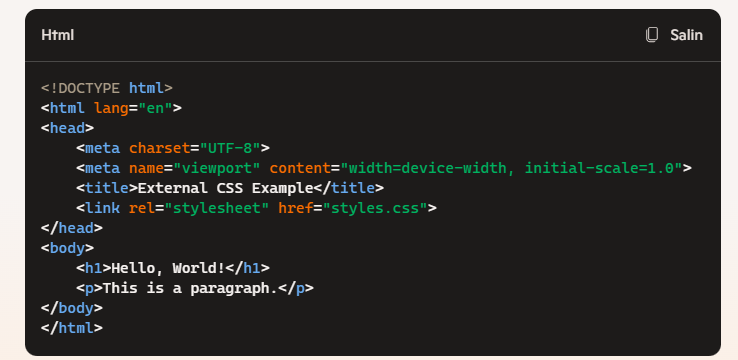 Html
Salin
<!DOCTYPE html>
<html lang="en">
<head>
    <meta charset="UTF-8">
    <meta name="viewport" content="width=device-width, initial-scale=1.0">
    <title>External CSS Example</title>
    <link rel="stylesheet" href="styles.css">
</head>
<body>
    <h1>Hello, World!</h1>
    <p>This is a paragraph.</p>
</body>
</html>